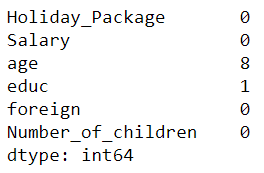 Holiday_Package 0
Salary 0
age 8
educ 1
foreign 0
Number_of_children 0
dtype: int64